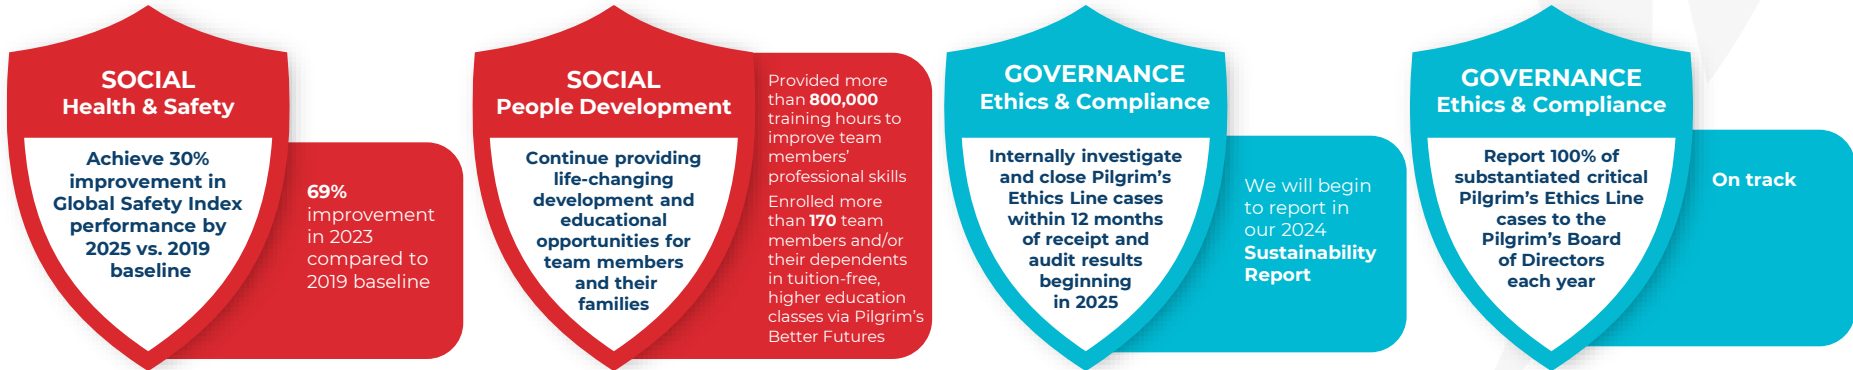 SOCIAL
Health & Safety
Achieve 30%
improvement in
Global Safety Index
performance by
2025 vs. 2019
baseline
69%
improvement
in 2023
compared to
2019 baseline
SOCIAL
People Development
Continue providing
life-changing
development and
educational
opportunities for
team members
and their
families
Provided more
than 800,000
training hours to
improve team
members’
professional skills
Enrolled more
than 170 team
members and/or
their dependents
in tuition-free,
higher education
classes via Pilgrim’s
Better Futures
GOVERNANCE
Ethics & Compliance
Internally investigate
and close Pilgrim’s
Ethics Line cases
within 12 months
of receipt and
audit results
beginning
in 2025
We will begin
to report in
our 2024
Sustainability
Report
GOVERNANCE
Ethics & Compliance
Report 100% of
substantiated critical
Pilgrim’s Ethics Line
cases to the
Pilgrim’s Board
of Directors
each year
On track